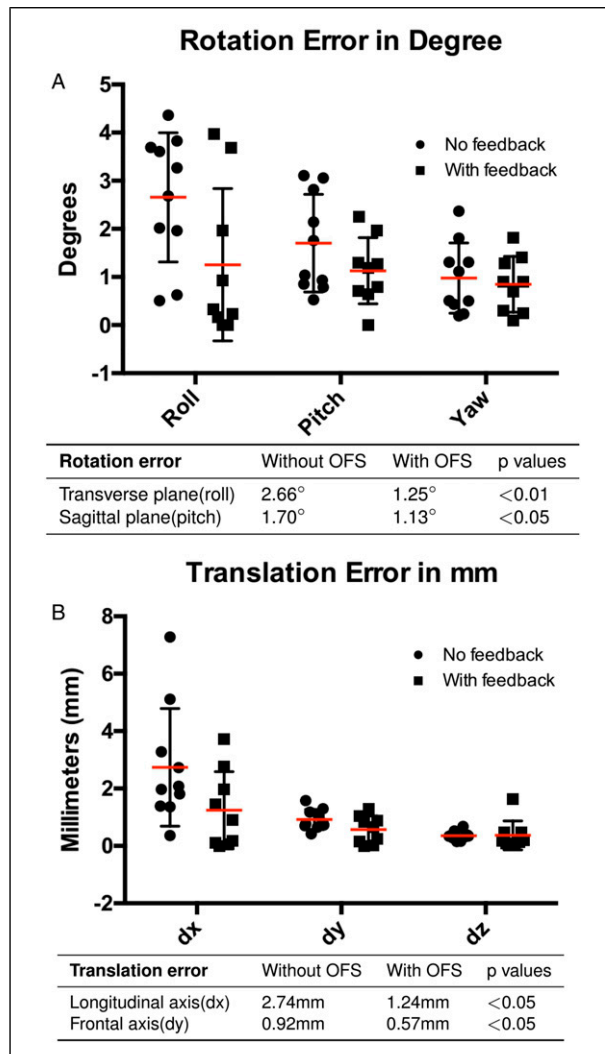 Rotation Error in Degree
A
5
4
3
2
1
0
-1
Degrees
No feedback
With feedback
Roll
Pitch
Yaw
Rotation error Without OFS With OFS p values
Transverse plane(roll) 2.66° 1.25° <0.01
Sagittal plane(pitch) 1.70° 1.13° <0.05
Translation Error in mm
B
8
6
4
2
0
-2
Millimeters (mm)
No feedback
With feedback
dx
dy
dz
Translation error Without OFS With OFS p values
Longitudinal axis(dx) 2.74mm 1.24mm <0.05
Frontal axis(dy) 0.92mm 0.57mm <0.05